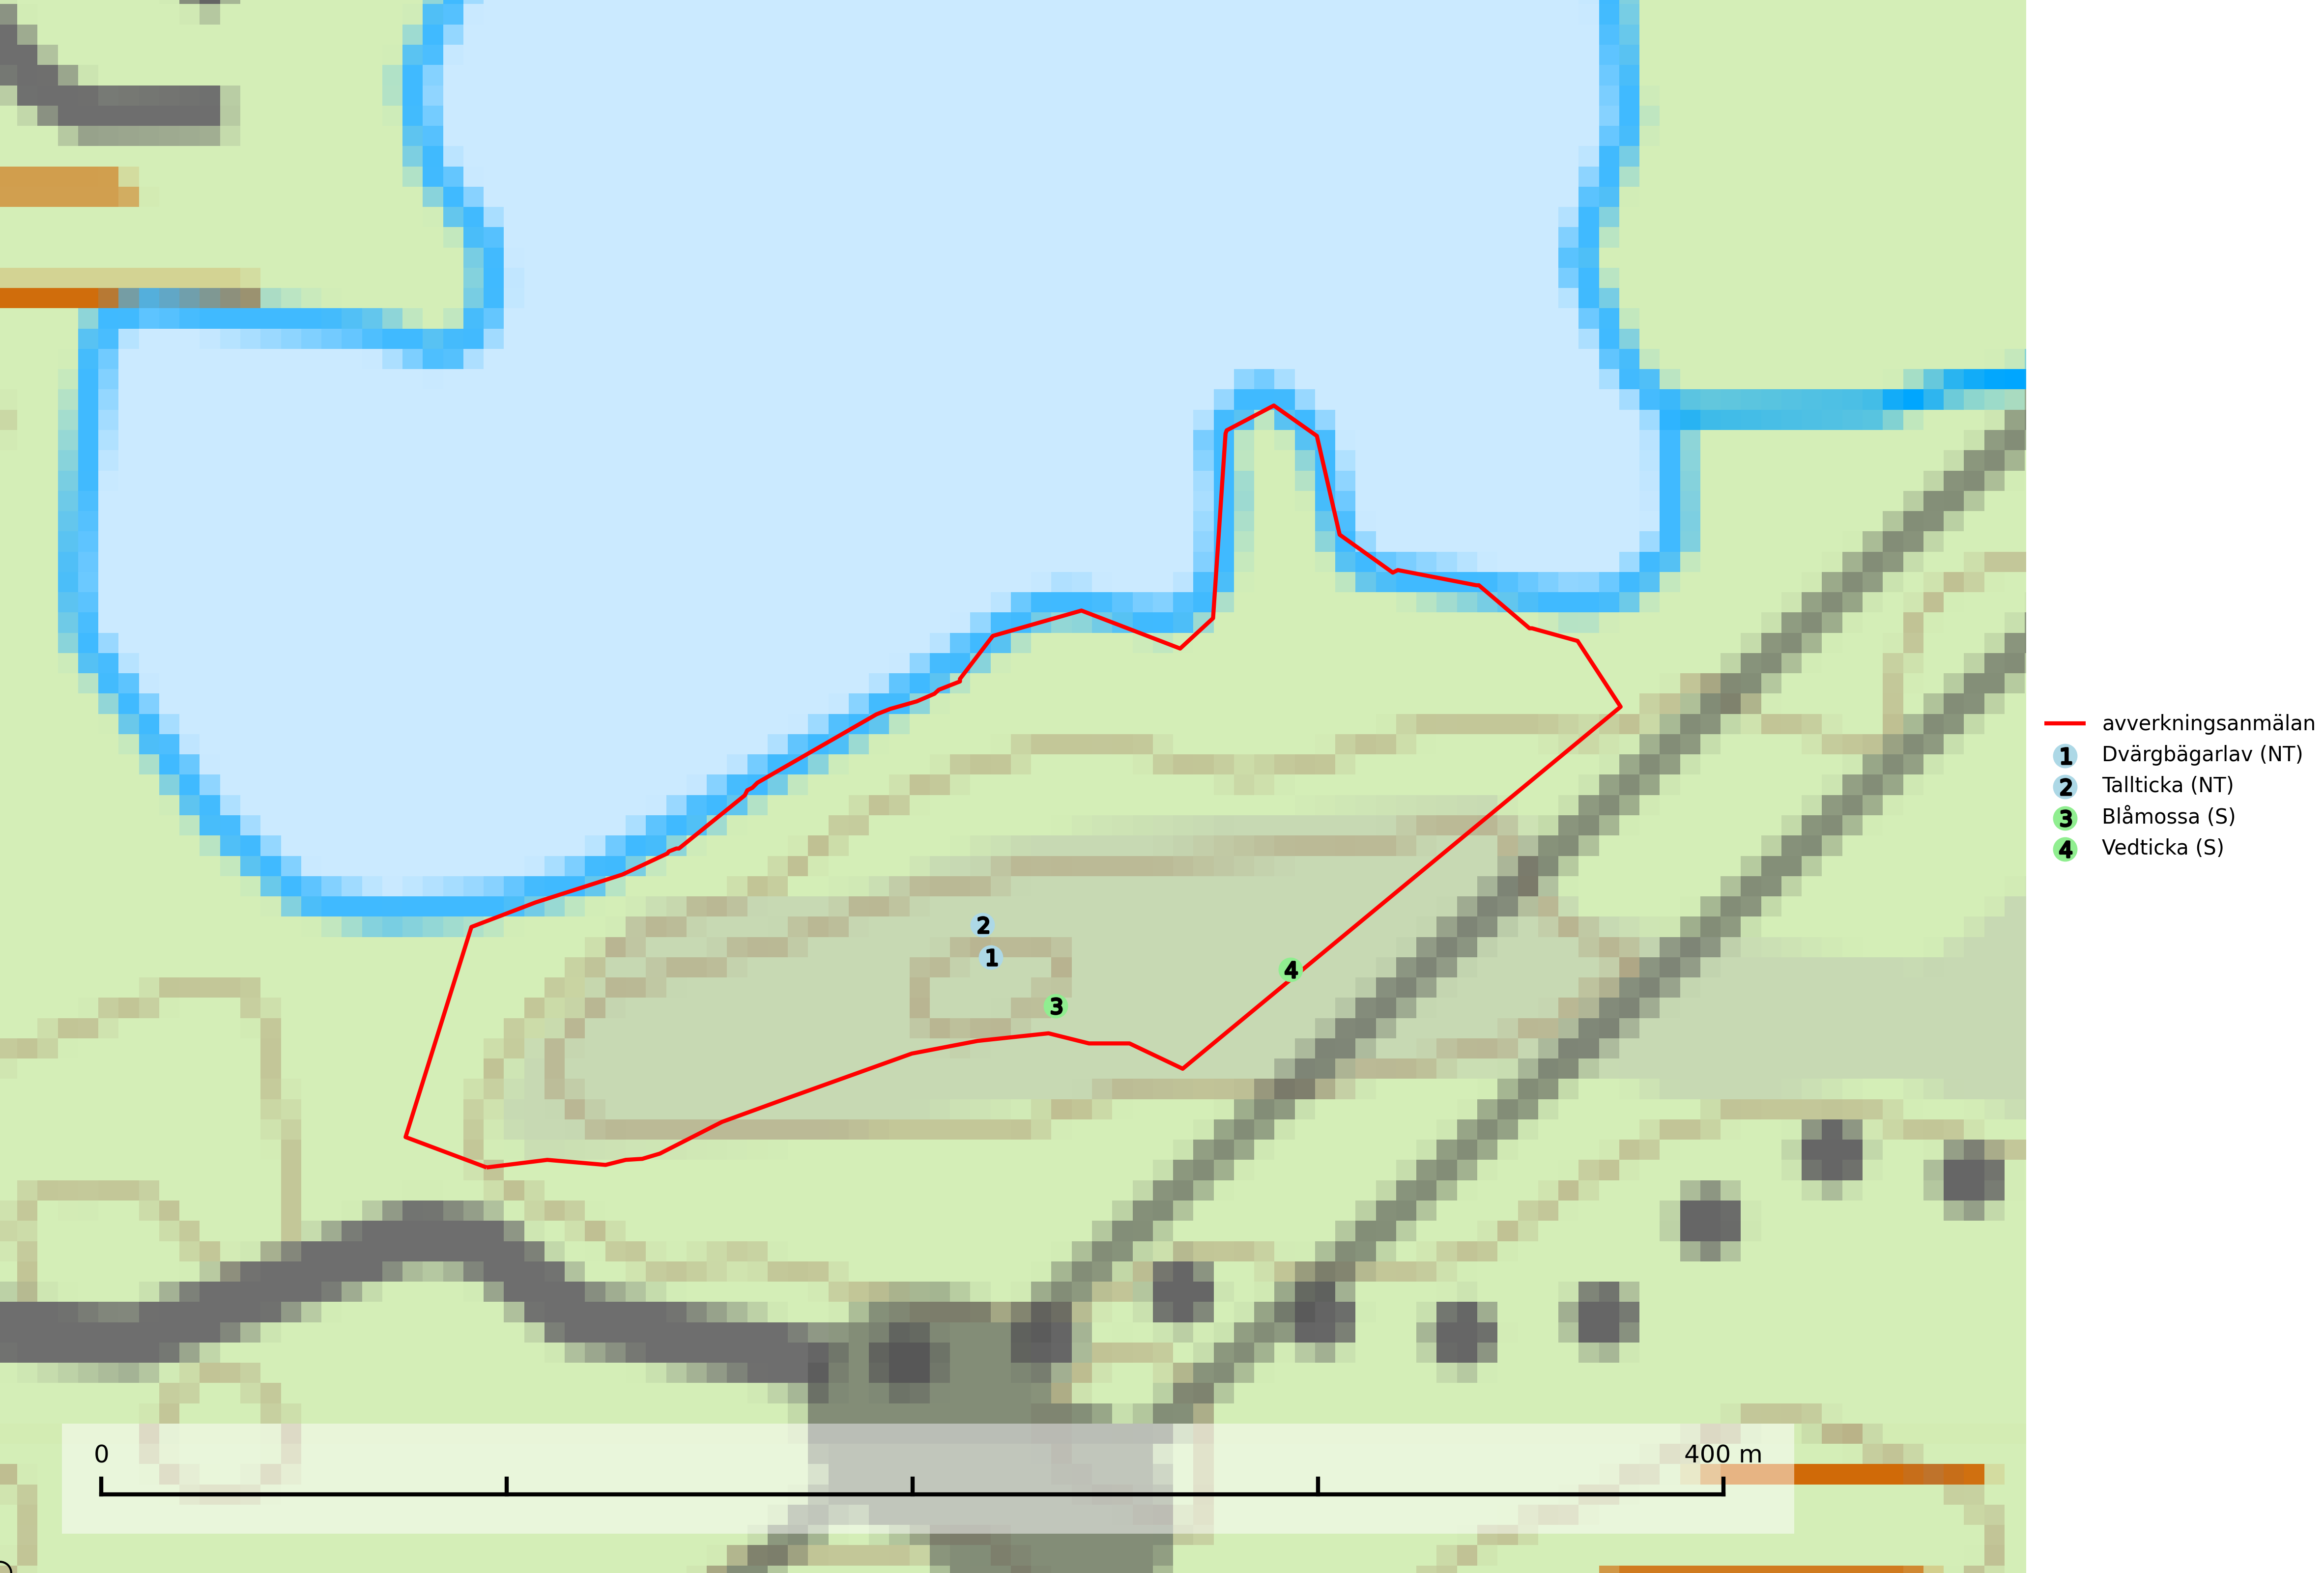 2
1
3
4
avverkningsanmälan
1 Dvärgbägarlav (NT)
2 Tallticka (NT)
3 Blåmossa (S)
4 Vedticka (S)
0 400 m